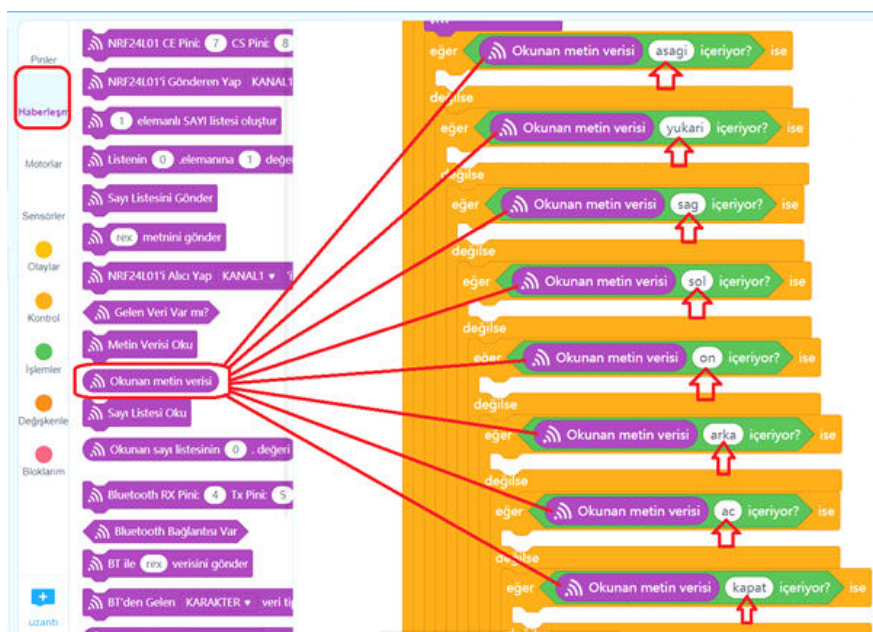 Pinler
Haberleşm
Motorlar
Sensörler
Olaylar
Kontrol
İşlemler
Değişkenle
Bloklarım
uzantı
NRF24L01 CE Pini: 7 CS Pini: 8
NRF24L01'i Gönderen Yap KANAL1
1 elemanlı SAYI listesi oluştur
Listenin 0 .elemanına 1 değe
Sayı Listesini Gönder
rex metnini gönder
NRF24L01'i Alıcı Yap KANAL1
Gelen Veri Var mı?
Metin Verisi Oku
Okunan metin verisi
Sayı Listesi Oku
Okunan sayı listesinin 0 . değeri
Bluetooth RX Pini: 4 Tx Pini: 5
Bluetooth Bağlantısı Var
BT ile rex verisini gönder
BT'den Gelen KARAKTER veri tip
eğer Okunan metin verisi asagi içeriyor? ise
değilse
eğer Okunan metin verisi yukari içeriyor? ise
değilse
eğer Okunan metin verisi sag içeriyor? ise
değilse
eğer Okunan metin verisi sol içeriyor? ise
değilse
eğer Okunan metin verisi on içeriyor? ise
değilse
eğer Okunan metin verisi arka içeriyor? ise
değilse
eğer Okunan metin verisi ac içeriyor? ise
değilse
eğer Okunan metin verisi kapat içeriyor? ise